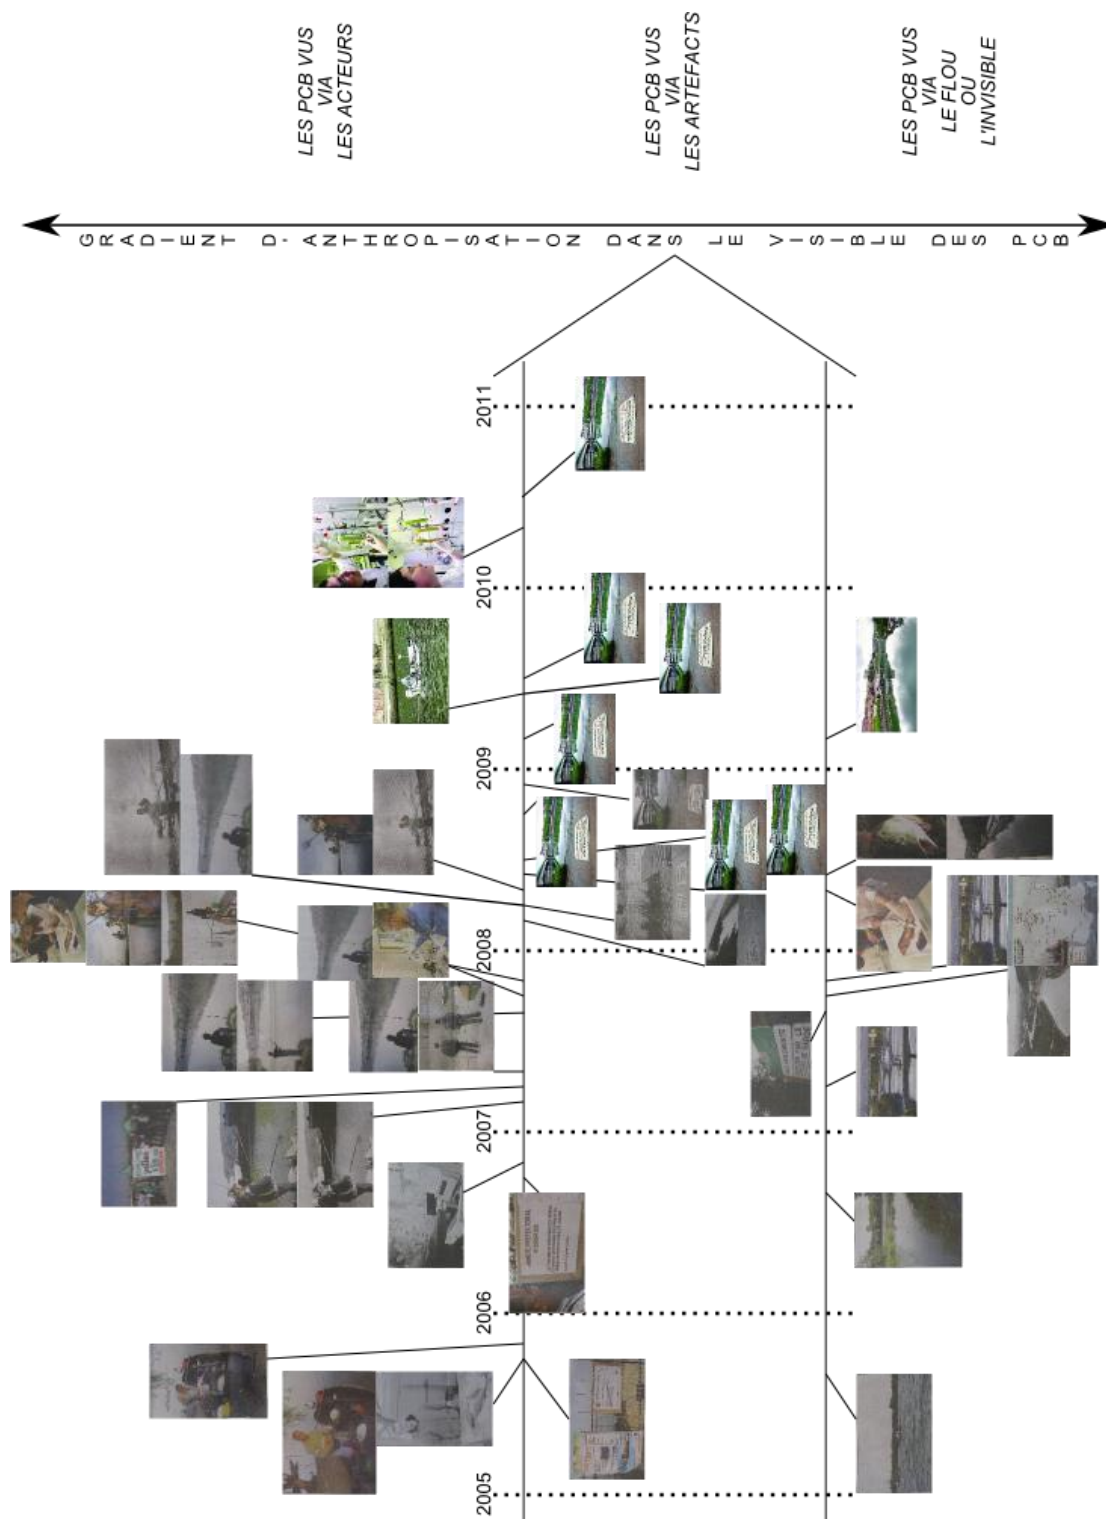 LES PCB VUS
VIA
LES ACTEURS
LES PCB VUS
VIA
LES ARTEFACTS
LES PCB VUS
VIA
LE FLOU
OU
L'INVISIBLE
GRADIENT D'ANTHROPISATION DANS LE VISIBLE DES PCB
2011
2010
2009
2008
2007
2006
2005